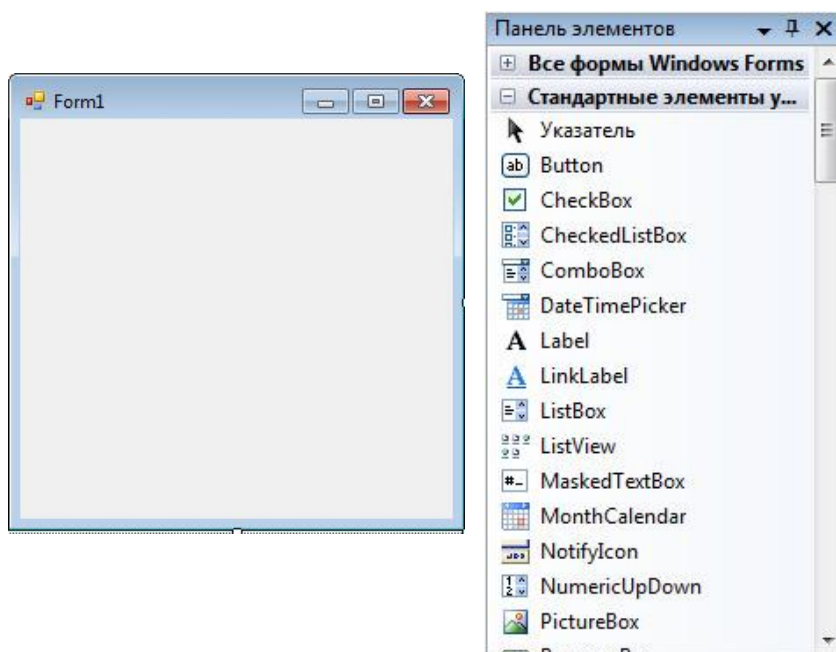 Form1
Панель элементов
Все формы Windows Forms
Стандартные элементы у...
Указатель
Button
CheckBox
CheckedListBox
ComboBox
DateTimePicker
Label
LinkLabel
ListBox
ListView
MaskedTextBox
MonthCalendar
NotifyIcon
NumericUpDown
PictureBox